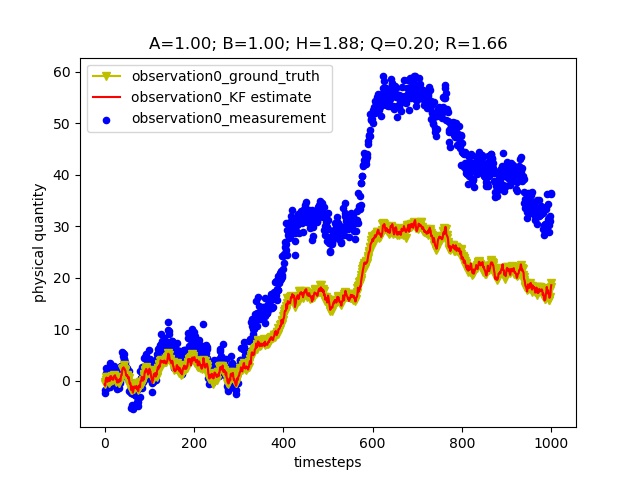 A=1.00; B=1.00; H=1.88; Q=0.20; R=1.66
observation0_ground_truth
observation0_KF estimate
observation0_measurement
physical quantity
60
50
40
30
20
10
0
0 200 400 600 800 1000
timesteps